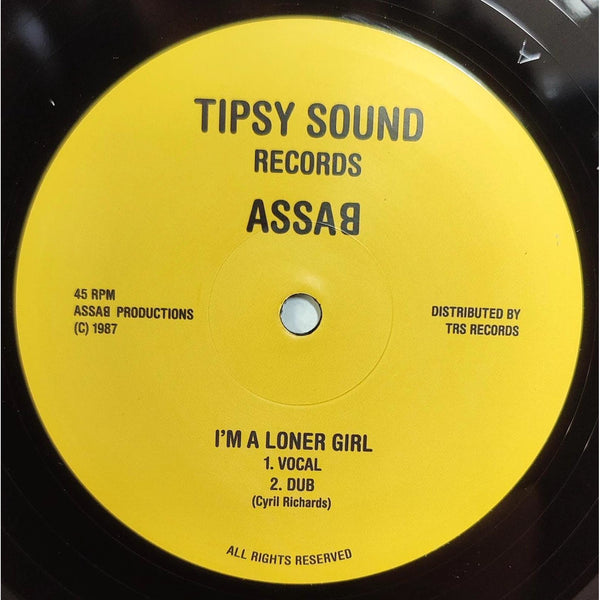 TIPSY SOUND
RECORDS
ASSAB
45 RPM
ASSAB PRODUCTIONS
(C) 1987
DISTRIBUTED BY
TRS RECORDS
I'M A LONER GIRL
1. VOCAL
2. DUB
(Cyril Richards)
ALL RIGHTS RESERVED